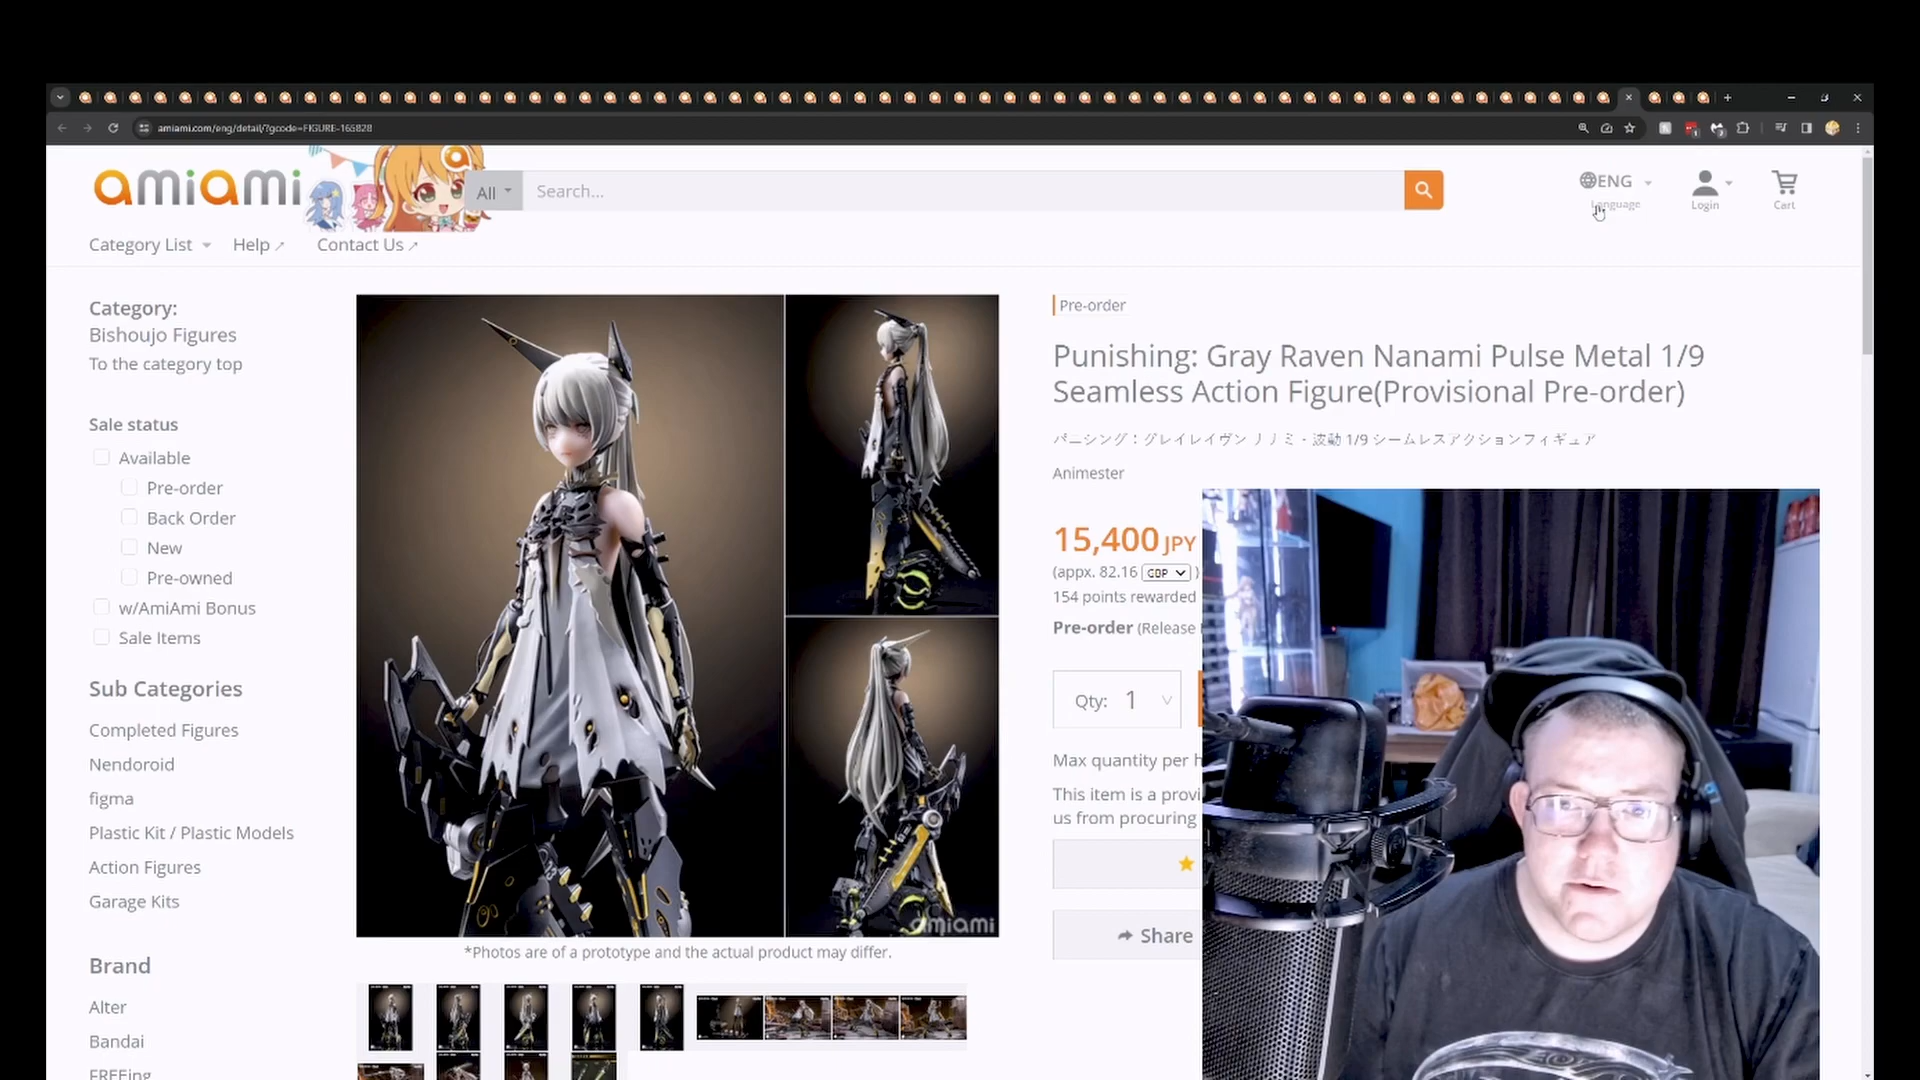 amiami.com/eng/detail/?gcode=FIGURE-165828
amiami
All
Search...
ENG
Language
Login
Cart
Category List
Help
Contact Us
Category:
Bishoujo Figures
To the category top
Sale status
Available
Pre-order
Back Order
New
Pre-owned
w/AmiAmi Bonus
Sale Items
Sub Categories
Completed Figures
Nendoroid
figma
Plastic Kit / Plastic Models
Action Figures
Garage Kits
Brand
Alter
Bandai
FREEing
amiami
*Photos are of a prototype and the actual product may differ.
Pre-order
Punishing: Gray Raven Nanami Pulse Metal 1/9
Seamless Action Figure(Provisional Pre-order)
パニシング：グレイレイヴン ナナミ・波動 1/9 シームレスアクションフィギュア
Animester
15,400 JPY
(appx. 82.16 GBP )
154 points rewarded
Pre-order (Release
Qty: 1
Max quantity per h
This item is a provi
us from procuring
Share